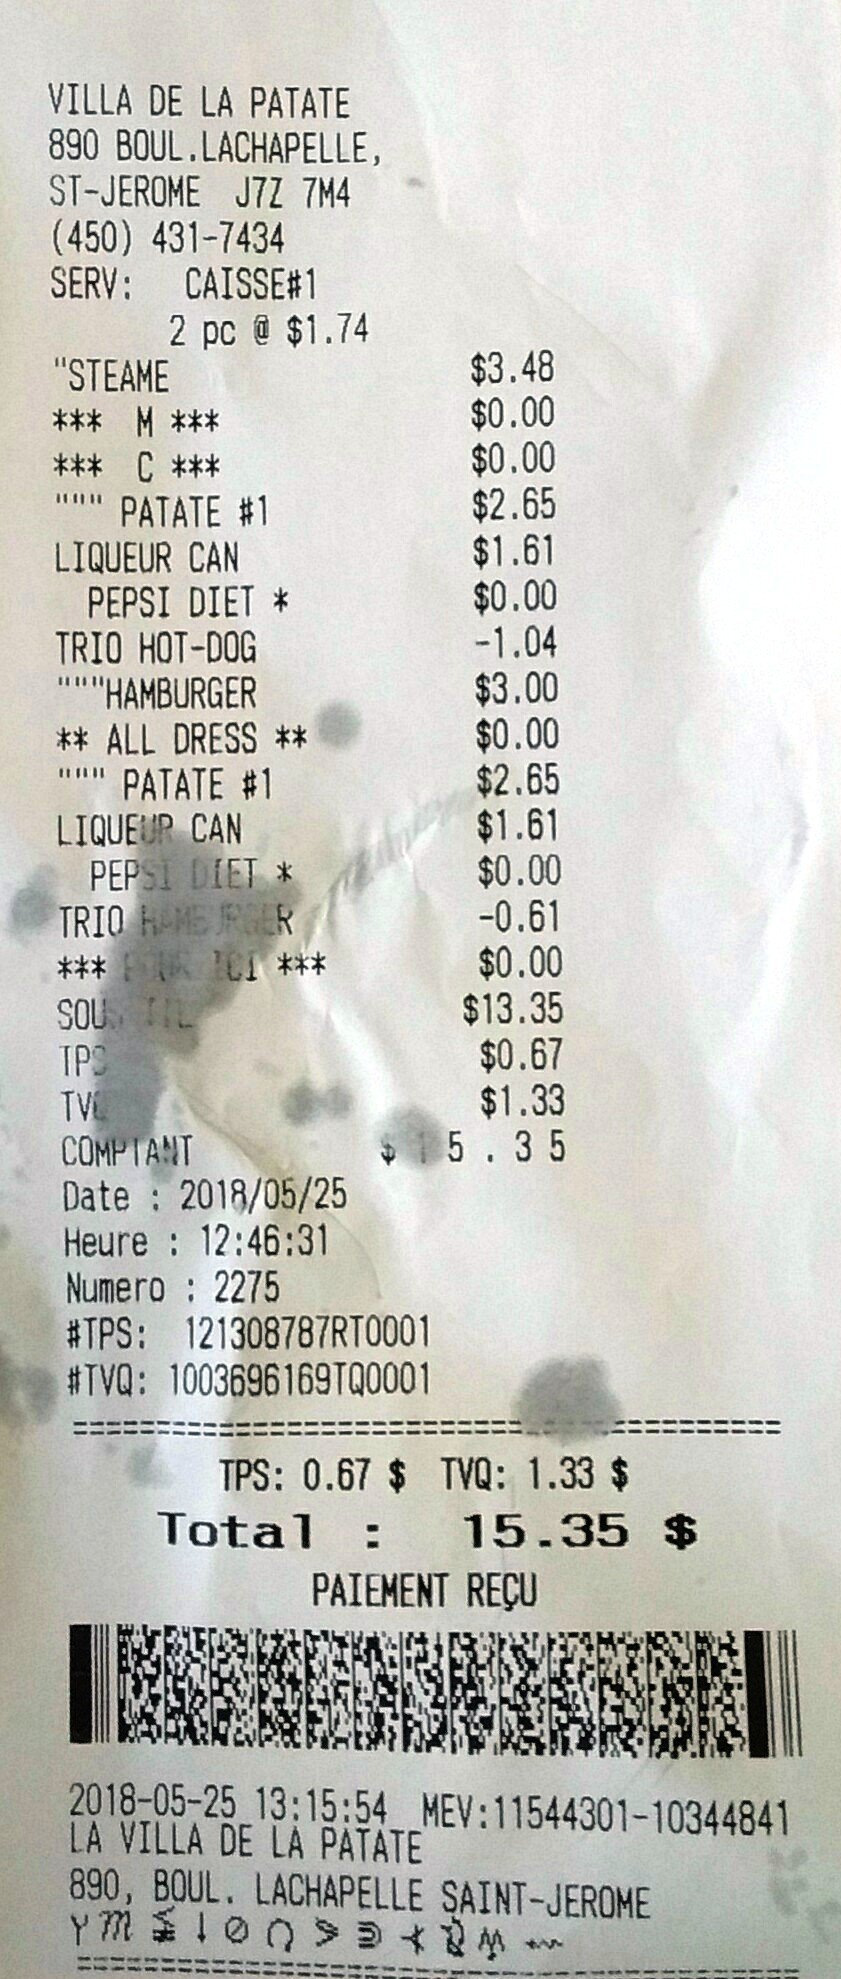 VILLA DE LA PATATE
890 BOUL.LACHAPELLE,
ST-JEROME J7Z 7M4
(450) 431-7434
SERV: CAISSE#1
2 pc @ $1.74
"STEAME $3.48
*** M *** $0.00
*** C *** $0.00
""" PATATE #1 $2.65
LIQUEUR CAN $1.61
PEPSI DIET * $0.00
TRIO HOT-DOG -1.04
"""HAMBURGER $3.00
** ALL DRESS ** $0.00
""" PATATE #1 $2.65
LIQUEUR CAN $1.61
PEPSI DIET * $0.00
TRIO HAMBURGER -0.61
*** POUR ICI *** $0.00
$13.35
TPS $0.67
$1.33
COMPTANT $15.35
Date : 2018/05/25
Heure : 12:46:31
Numero : 2275
#TPS: 121308787RT0001
#TVQ: 1003696169TQ0001
TPS: 0.67 $ TVQ: 1.33 $
Total : 15.35 $
PAIEMENT REÇU
2018-05-25 13:15:54 MEV:11544301-10344841
LA VILLA DE LA PATATE
890, BOUL. LACHAPELLE SAINT-JEROME